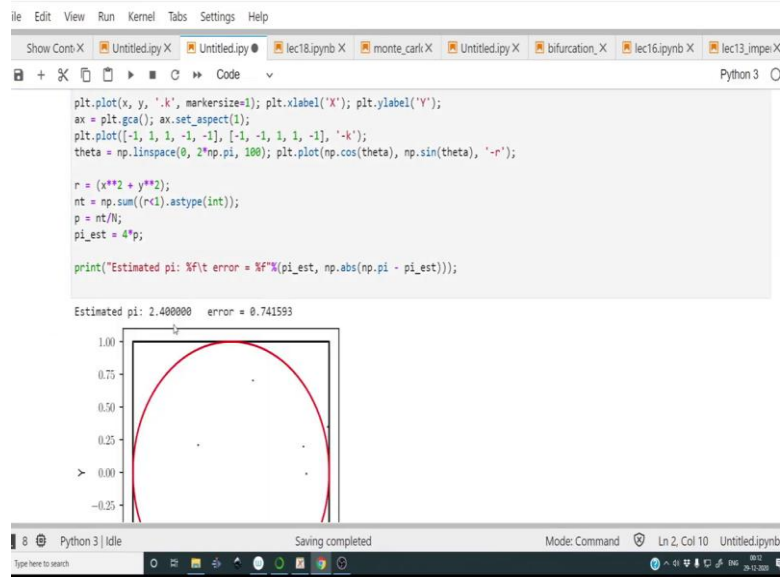 ile Edit View Run Kernel Tabs Settings Help
Show Cont X Untitled.ipy X Untitled.ipy lec18.ipynb X monte_carl X Untitled.ipy X bifurcation_ X lec16.ipynb X lec13_impe X
Code Python 3
plt.plot(x, y, '.k', markersize=1); plt.xlabel('X'); plt.ylabel('Y');
ax = plt.gca(); ax.set_aspect(1);
plt.plot([-1, 1, 1, -1, -1], [-1, -1, 1, 1, -1], '-k');
theta = np.linspace(0, 2*np.pi, 100); plt.plot(np.cos(theta), np.sin(theta), '-r');
r = (x**2 + y**2);
nt = np.sum((r<1).astype(int));
p = nt/N;
pi_est = 4*p;
print("Estimated pi: %f\t error = %f"%(pi_est, np.abs(np.pi - pi_est)));
Estimated pi: 2.400000 error = 0.741593
1.00
0.75
0.50
0.25
Y 0.00
−0.25
8 Python 3 | Idle Saving completed Mode: Command Ln 2, Col 10 Untitled.ipynb
Type here to search ENG 00:12
29-12-2020